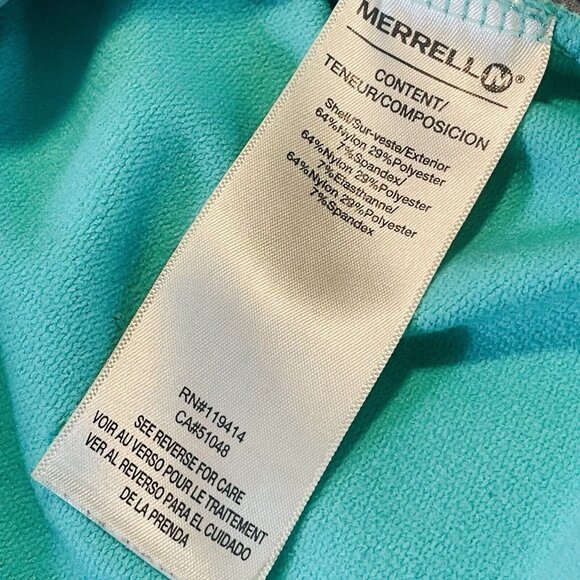 MERRELL M®
CONTENT/
TENEUR/COMPOSICION
Shell/Sur-veste/Exterior
64%Nylon 29%Polyester
7%Spandex/
64%Nylon 29%Polyester
7%Elasthanne/
64%Nylon 29%Polyester
7%Spandex
RN#119414
CA#51048
SEE REVERSE FOR CARE
VOIR AU VERSO POUR LE TRAITEMENT
VER AL REVERSO PARA EL CUIDADO
DE LA PRENDA